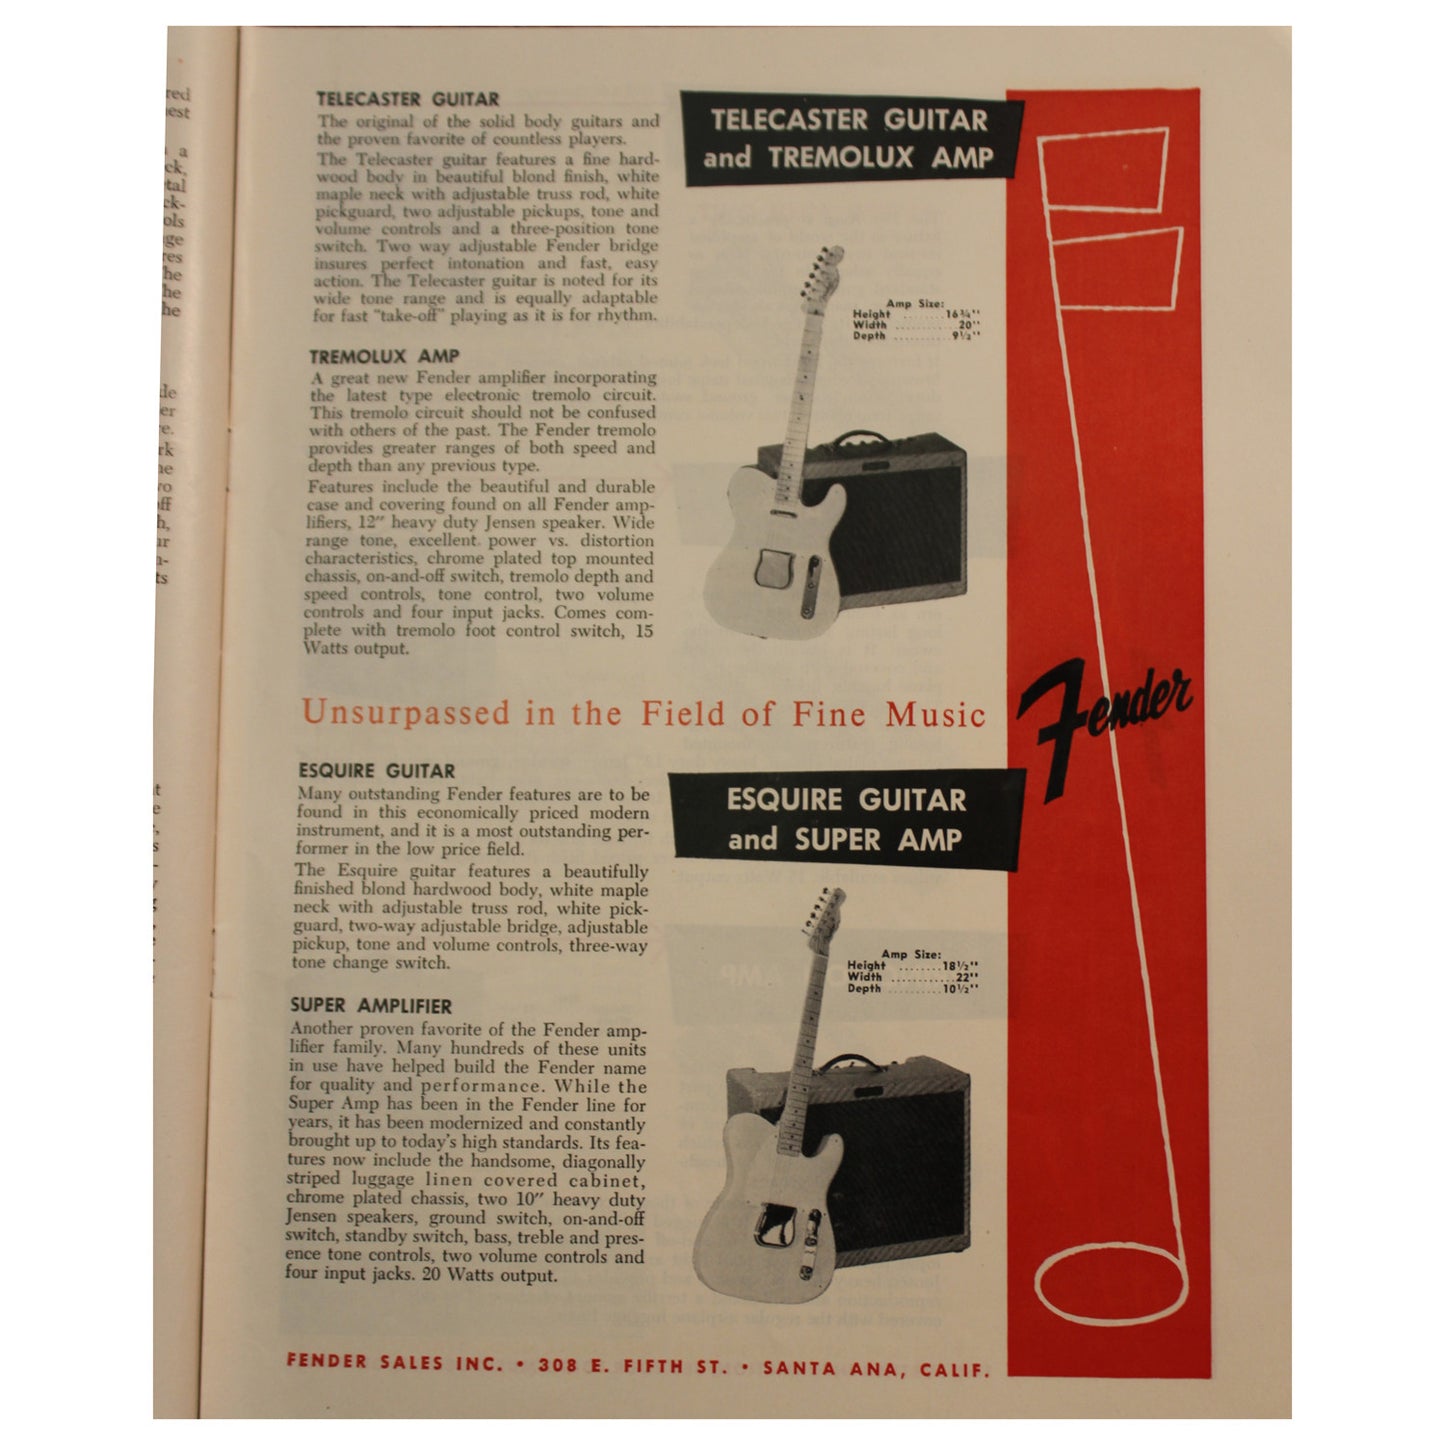 TELECASTER GUITAR
The original of the solid body guitars and
the proven favorite of countless players.
The Telecaster guitar features a fine hard-
wood body in beautiful blond finish, white
maple neck with adjustable truss rod, white
pickguard, two adjustable pickups, tone and
volume controls and a three-position tone
switch. Two way adjustable Fender bridge
insures perfect intonation and fast, easy
action. The Telecaster guitar is noted for its
wide tone range and is equally adaptable
for fast "take-off" playing as it is for rhythm.
TELECASTER GUITAR
and TREMOLUX AMP
Amp Size:
Height ........ 16¾"
Width ........... 20"
Depth .......... 9½"
TREMOLUX AMP
A great new Fender amplifier incorporating
the latest type electronic tremolo circuit.
This tremolo circuit should not be confused
with others of the past. The Fender tremolo
provides greater ranges of both speed and
depth than any previous type.
Features include the beautiful and durable
case and covering found on all Fender amp-
lifiers, 12″ heavy duty Jensen speaker. Wide
range tone, excellent power vs. distortion
characteristics, chrome plated top mounted
chassis, on-and-off switch, tremolo depth and
speed controls, tone control, two volume
controls and four input jacks. Comes com-
plete with tremolo foot control switch, 15
Watts output.
Unsurpassed in the Field of Fine Music
Fender
ESQUIRE GUITAR
Many outstanding Fender features are to be
found in this economically priced modern
instrument, and it is a most outstanding per-
former in the low price field.
The Esquire guitar features a beautifully
finished blond hardwood body, white maple
neck with adjustable truss rod, white pick-
guard, two-way adjustable bridge, adjustable
pickup, tone and volume controls, three-way
tone change switch.
ESQUIRE GUITAR
and SUPER AMP
Amp Size:
Height ........ 18½"
Width ............ 22"
Depth .......... 10½"
SUPER AMPLIFIER
Another proven favorite of the Fender amp-
lifier family. Many hundreds of these units
in use have helped build the Fender name
for quality and performance. While the
Super Amp has been in the Fender line for
years, it has been modernized and constantly
brought up to today's high standards. Its fea-
tures now include the handsome, diagonally
striped luggage linen covered cabinet,
chrome plated chassis, two 10″ heavy duty
Jensen speakers, ground switch, on-and-off
switch, standby switch, bass, treble and pres-
ence tone controls, two volume controls and
four input jacks. 20 Watts output.
FENDER SALES INC. • 308 E. FIFTH ST. • SANTA ANA, CALIF.